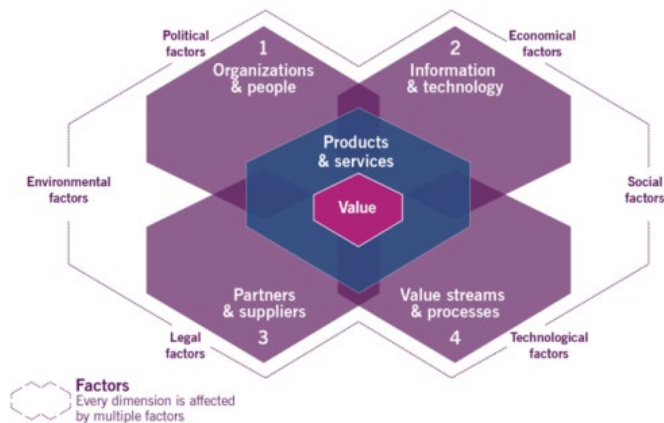 Political
factors
Economical
factors
1
Organizations
& people
2
Information
& technology
Products
& services
Environmental
factors
Value
Social
factors
Partners
& suppliers
3
Value streams
& processes
4
Legal
factors
Technological
factors
Factors
Every dimension is affected
by multiple factors